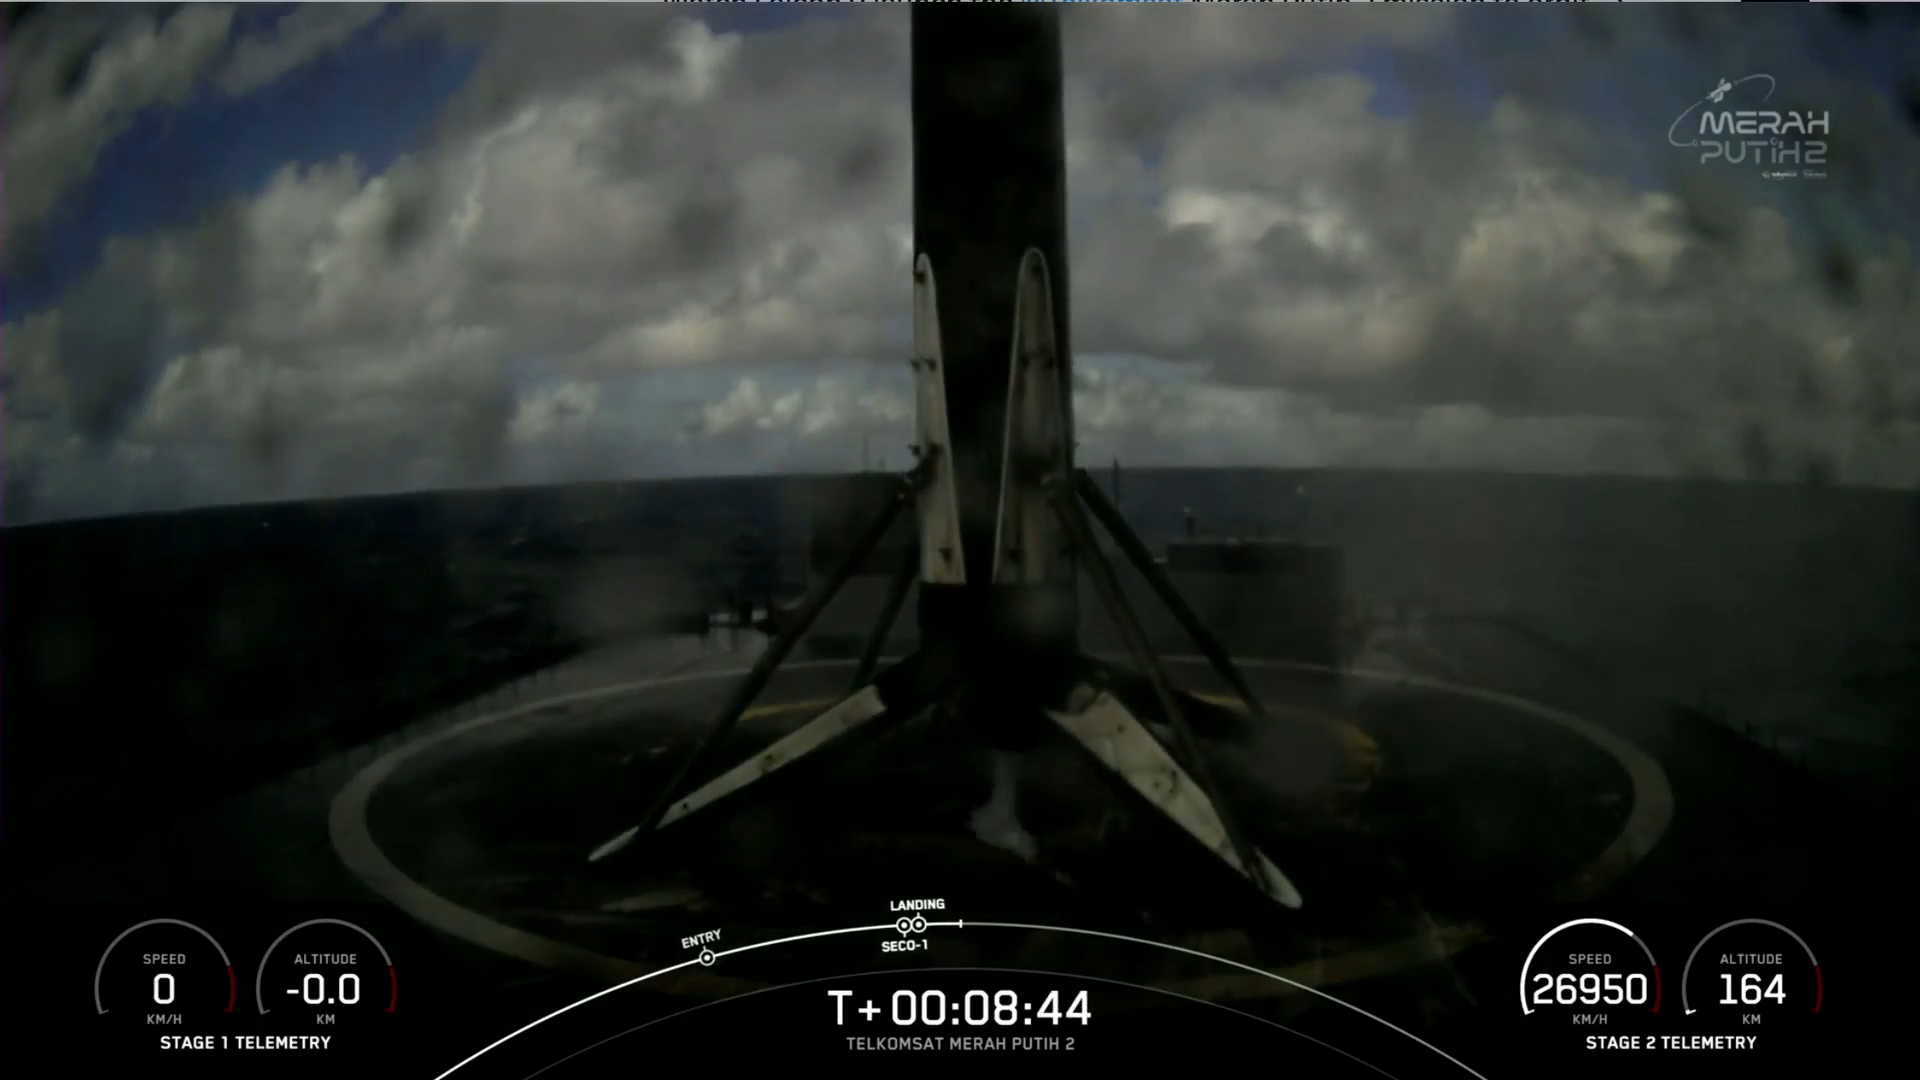 MERAH
PUTIH2
LANDING
ENTRY
SECO-1
SPEED
0
KM/H
ALTITUDE
-0.0
KM
STAGE 1 TELEMETRY
T+00:08:44
TELKOMSAT MERAH PUTIH 2
SPEED
26950
KM/H
ALTITUDE
164
KM
STAGE 2 TELEMETRY